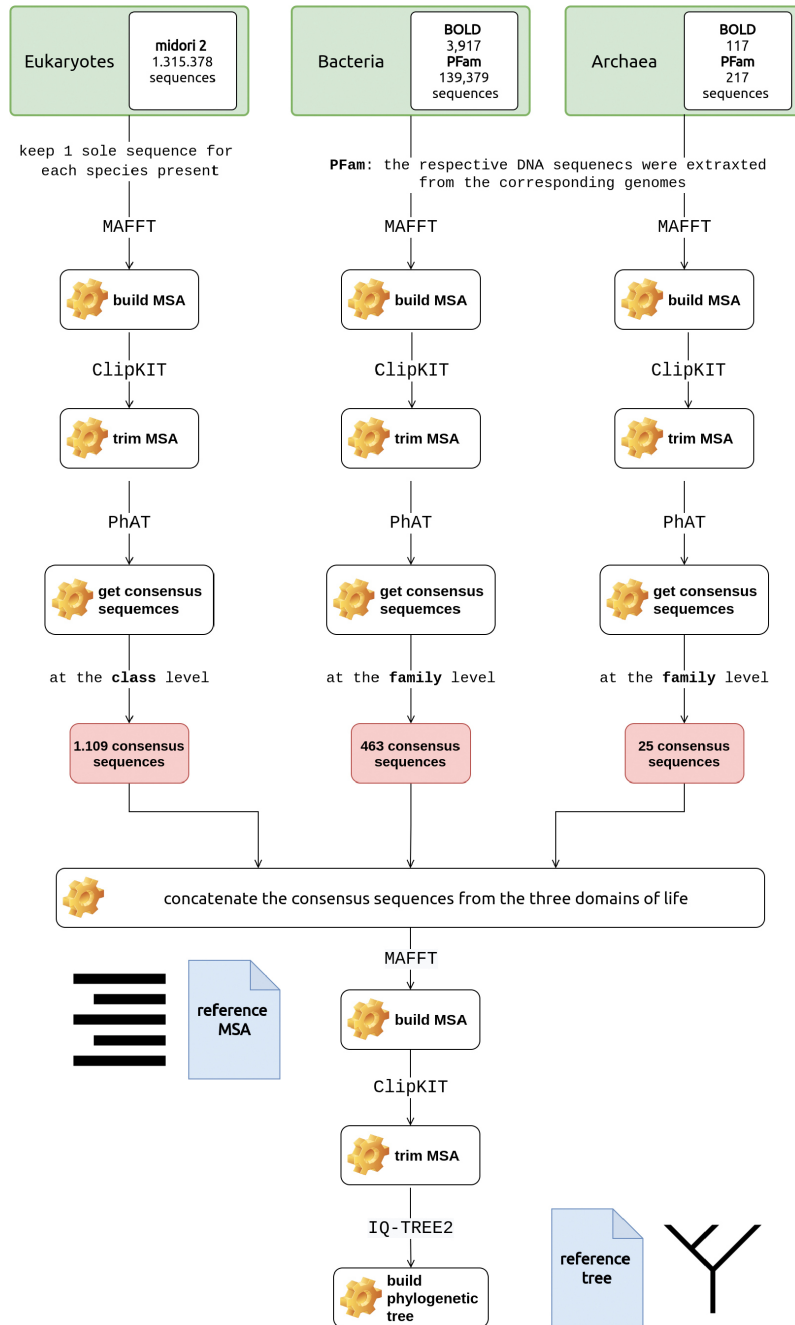 Eukaryotes
midori 2
1.315.378
sequences
Bacteria
BOLD
3,917
PFam
139,379
sequences
Archaea
BOLD
117
PFam
217
sequences
keep 1 sole sequence for
each species present
PFam: the respective DNA sequenecs were extraxted
from the corresponding genomes
MAFFT
MAFFT
MAFFT
build MSA
build MSA
build MSA
ClipKIT
ClipKIT
ClipKIT
trim MSA
trim MSA
trim MSA
PhAT
PhAT
PhAT
get consensus
sequemces
get consensus
sequemces
get consensus
sequemces
at the class level
at the family level
at the family level
1.109 consensus
sequences
463 consensus
sequences
25 consensus
sequences
concatenate the consensus sequences from the three domains of life
MAFFT
reference
MSA
build MSA
ClipKIT
trim MSA
IQ-TREE2
reference
tree
build
phylogenetic
tree